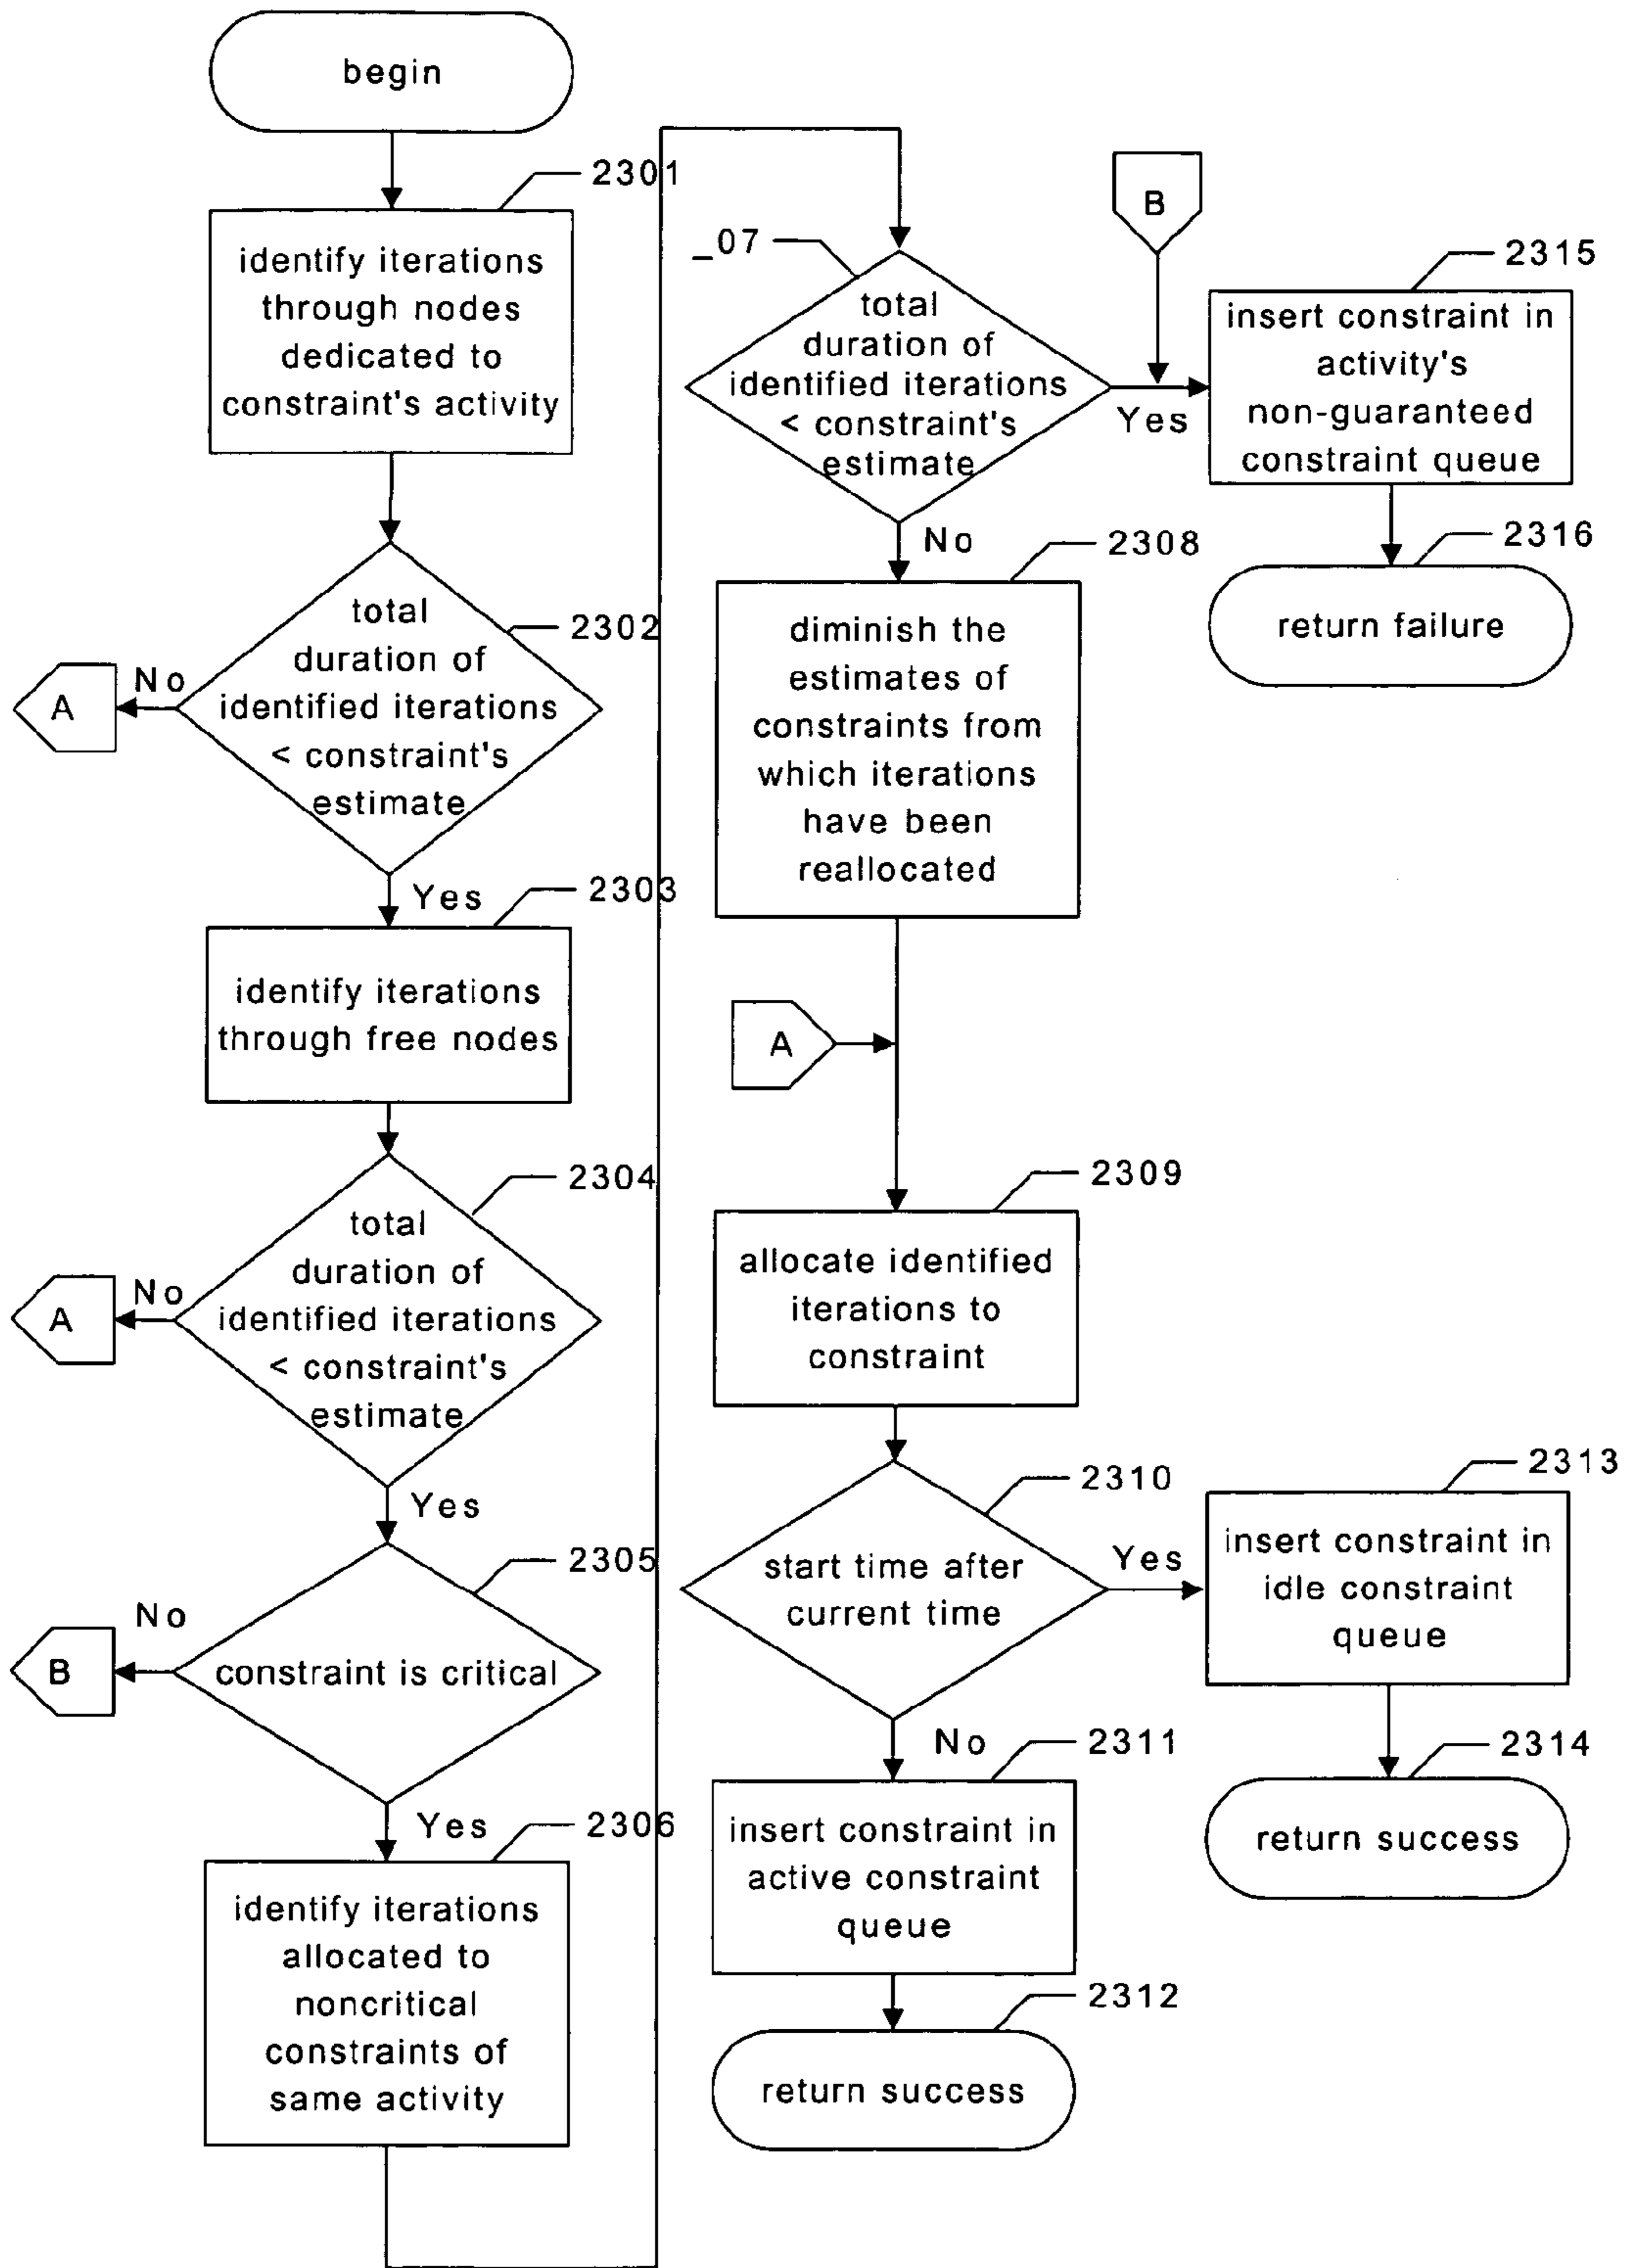 begin
2301
identify iterations
through nodes
dedicated to
constraint's activity
total
duration of
identified iterations
< constraint's
estimate
2302
No
A
Yes
2303
identify iterations
through free nodes
2304
total
duration of
identified iterations
< constraint's
estimate
No
A
Yes
2305
constraint is critical
No
B
Yes
2306
identify iterations
allocated to
noncritical
constraints of
same activity
_07
total
duration of
identified iterations
< constraint's
estimate
B
Yes
2315
insert constraint in
activity's
non-guaranteed
constraint queue
2316
return failure
No
2308
diminish the
estimates of
constraints from
which iterations
have been
reallocated
A
2309
allocate identified
iterations to
constraint
2310
start time after
current time
Yes
2313
insert constraint in
idle constraint
queue
2314
return success
No
2311
insert constraint in
active constraint
queue
2312
return success